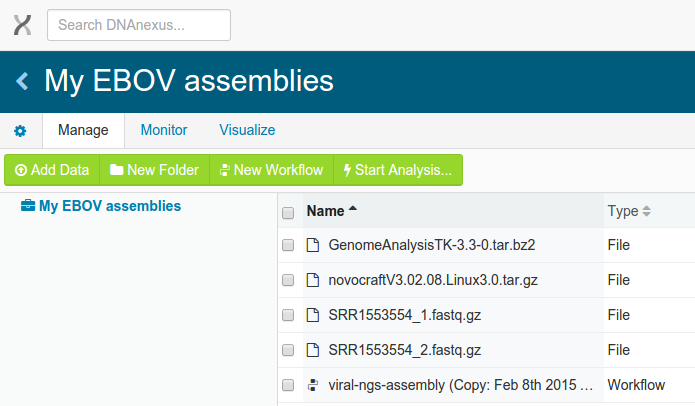 Search DNAnexus...
My EBOV assemblies
Manage Monitor Visualize
Add Data New Folder New Workflow Start Analysis...
My EBOV assemblies
Name Type
GenomeAnalysisTK-3.3-0.tar.bz2 File
novocraftV3.02.08.Linux3.0.tar.gz File
SRR1553554_1.fastq.gz File
SRR1553554_2.fastq.gz File
viral-ngs-assembly (Copy: Feb 8th 2015 ... Workflow